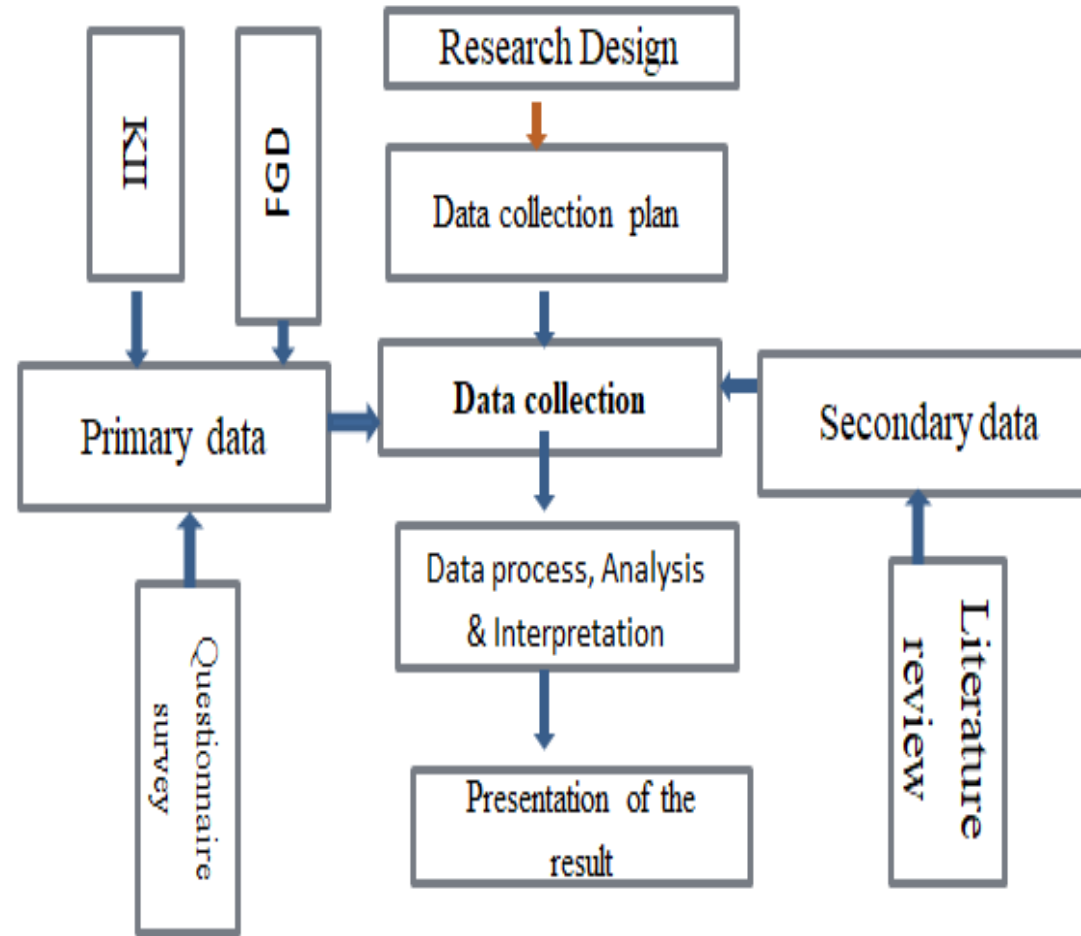 Research Design
KII
FGD
Data collection plan
Data collection
Primary data
Secondary data
Data process, Analysis
& Interpretation
Questionnaire
survey
Literature
review
Presentation of the
result